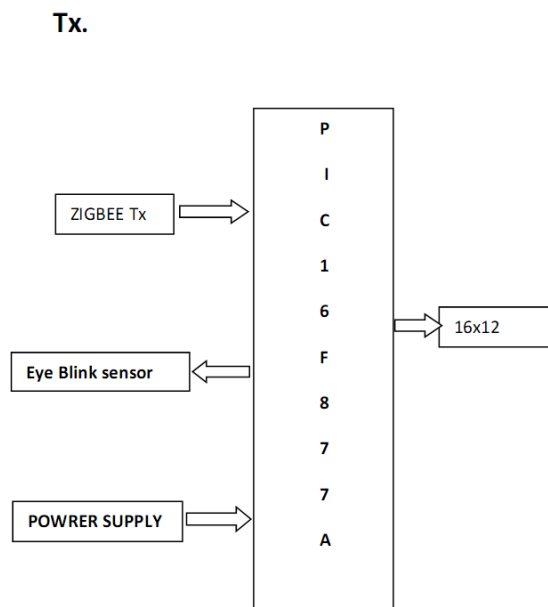 Tx.
P
I
C
1
6
F
8
7
7
A
ZIGBEE Tx
Eye Blink sensor
POWRER SUPPLY
16x12